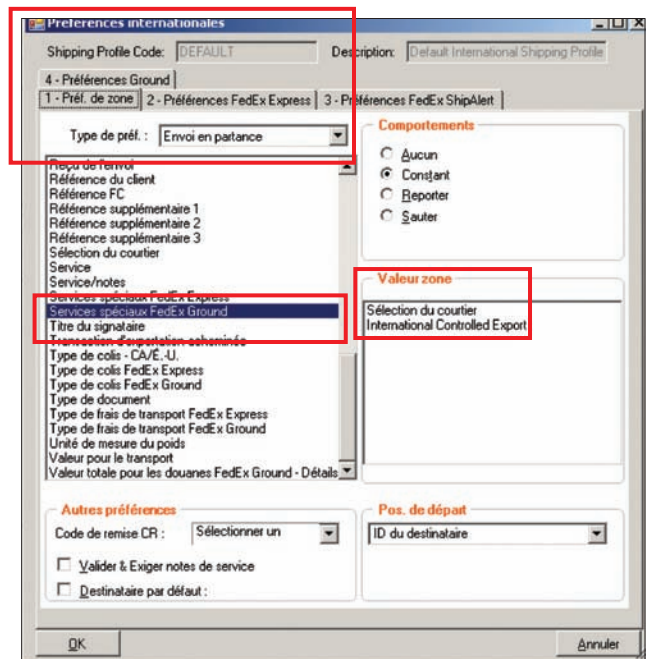 Préférences internationales
Shipping Profile Code: DEFAULT Description: Default International Shipping Profile
4 - Préférences Ground
1 - Préf. de zone 2 - Préférences FedEx Express 3 - Préférences FedEx ShipAlert
Type de préf. : Envoi en partance
Reçu de l'envoi
Référence du client
Référence FC
Référence supplémentaire 1
Référence supplémentaire 2
Référence supplémentaire 3
Sélection du courtier
Service
Service/notes
Services spéciaux FedEx Express
Services spéciaux FedEx Ground
Titre du signataire
Transaction d'exportation acheminée
Type de colis - CA/É.-U.
Type de colis FedEx Express
Type de colis FedEx Ground
Type de document
Type de frais de transport FedEx Express
Type de frais de transport FedEx Ground
Unité de mesure du poids
Valeur pour le transport
Valeur totale pour les douanes FedEx Ground - Détails
Comportements
Aucun
Constant
Reporter
Sauter
Valeur zone
Sélection du courtier
International Controlled Export
Autres préférences
Code de remise CR : Sélectionner un
Valider & Exiger notes de service
Destinataire par défaut :
Pos. de départ
ID du destinataire
OK Annuler